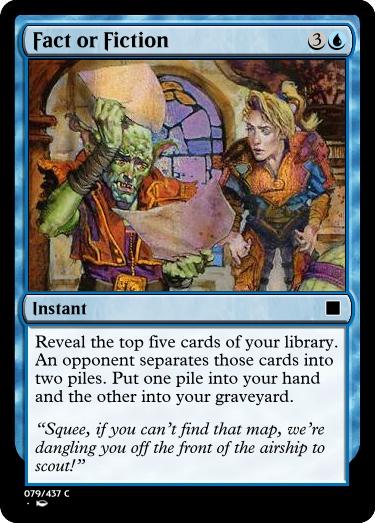 Fact or Fiction 3
Instant
Reveal the top five cards of your library.
An opponent separates those cards into
two piles. Put one pile into your hand
and the other into your graveyard.
“Squee, if you can’t find that map, we’re
dangling you off the front of the airship to
scout!”
079/437 C